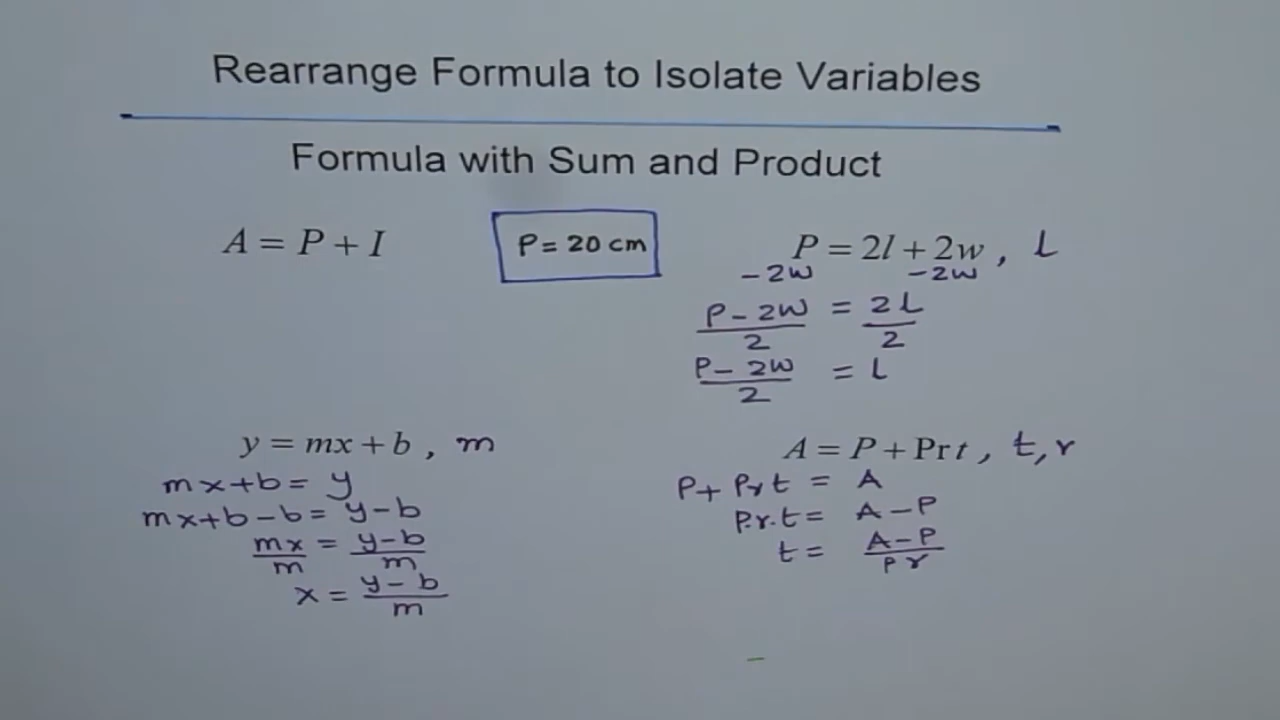 Rearrange Formula to Isolate Variables
Formula with Sum and Product
A = P + I
P = 20 cm
P = 2l + 2w , L
- 2w - 2w
P - 2w = 2L
2 2
P - 2w = L
2
y = mx + b , m
mx + b = y
mx + b - b = y - b
mx = y - b
m m
x = y - b
m
A = P + Prt , t, r
P + Prt = A
P.r.t = A - P
t = A - P
Pr